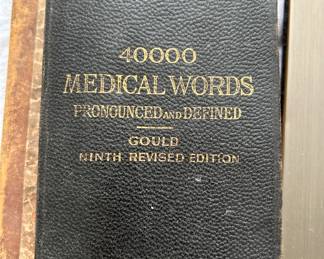 40000
MEDICAL WORDS
PRONOUNCED AND DEFINED
GOULD
NINTH REVISED EDITION